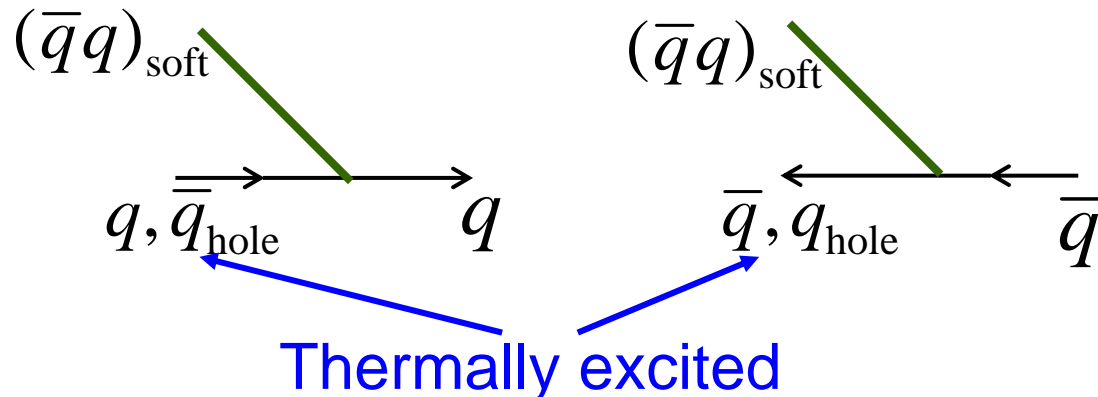 (q̅q)soft (q̅q)soft
q, q̅hole q q̅, qhole q̅
Thermally excited